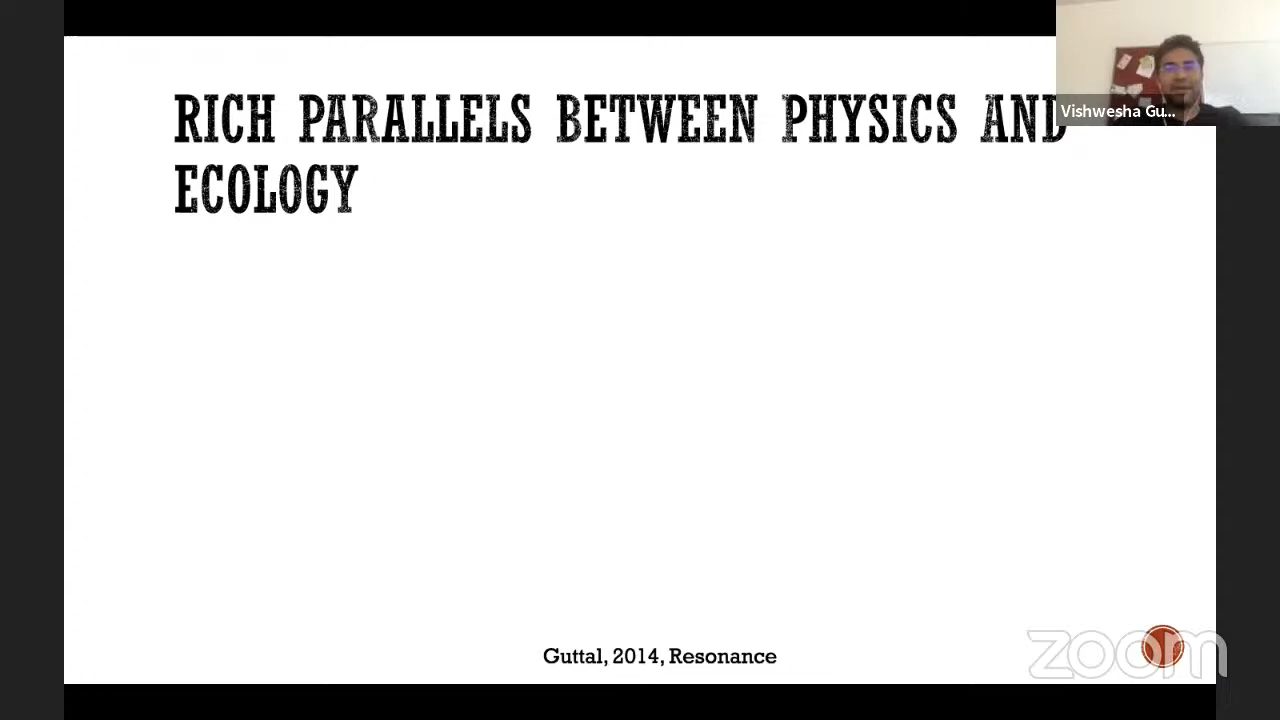 RICH PARALLELS BETWEEN PHYSICS AND
ECOLOGY
Vishwesha Gu...
Guttal, 2014, Resonance
zoom